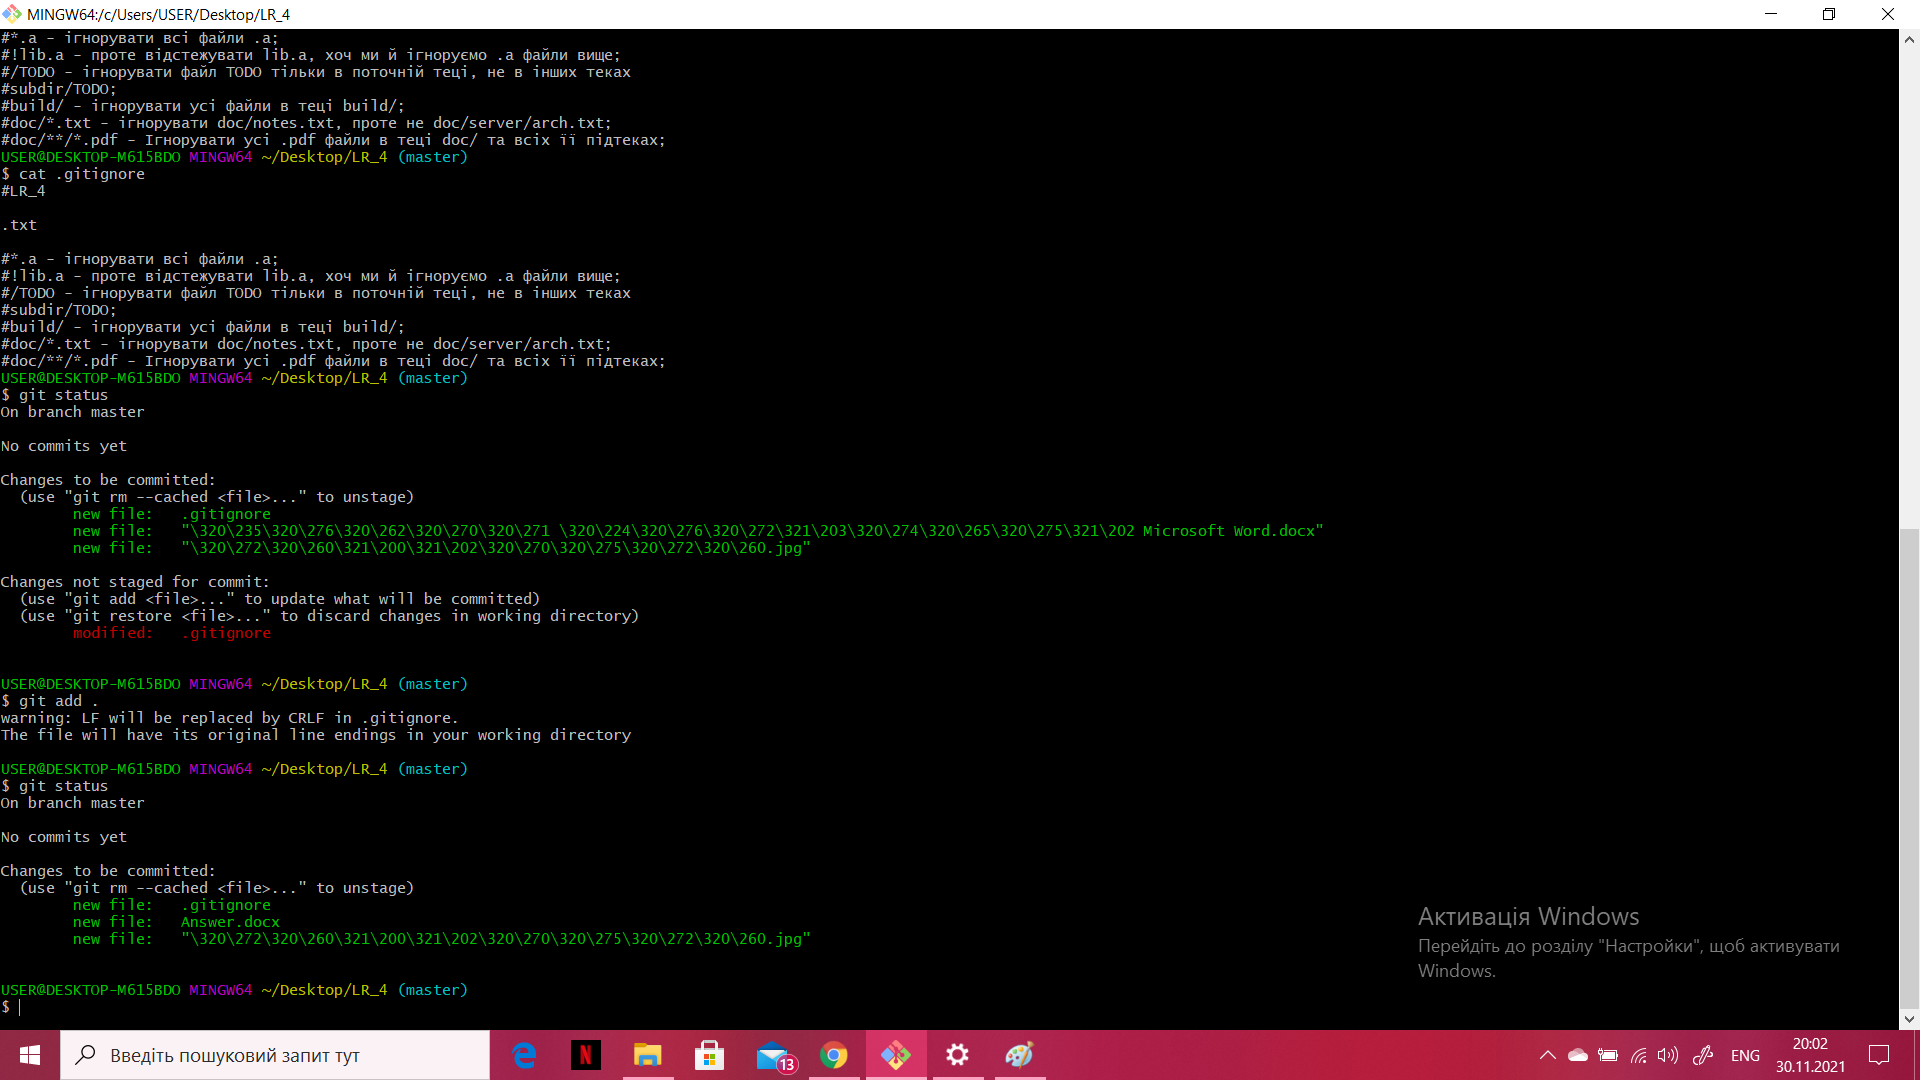 MINGW64:/c/Users/USER/Desktop/LR_4
#*.a - ігнорувати всі файли .a;
#!lib.a - проте відстежувати lib.a, хоч ми й ігноруємо .a файли вище;
#/TODO - ігнорувати файл TODO тільки в поточній теці, не в інших теках
#subdir/TODO;
#build/ - ігнорувати усі файли в теці build/;
#doc/*.txt - ігнорувати doc/notes.txt, проте не doc/server/arch.txt;
#doc/**/*.pdf - Ігнорувати усі .pdf файли в теці doc/ та всіх її підтеках;
USER@DESKTOP-M615BDO MINGW64 ~/Desktop/LR_4 (master)
$ cat .gitignore
#LR_4
.txt
#*.a - ігнорувати всі файли .a;
#!lib.a - проте відстежувати lib.a, хоч ми й ігноруємо .a файли вище;
#/TODO - ігнорувати файл TODO тільки в поточній теці, не в інших теках
#subdir/TODO;
#build/ - ігнорувати усі файли в теці build/;
#doc/*.txt - ігнорувати doc/notes.txt, проте не doc/server/arch.txt;
#doc/**/*.pdf - Ігнорувати усі .pdf файли в теці doc/ та всіх її підтеках;
USER@DESKTOP-M615BDO MINGW64 ~/Desktop/LR_4 (master)
$ git status
On branch master
No commits yet
Changes to be committed:
(use "git rm --cached <file>..." to unstage)
new file:   .gitignore
new file:   "\320\235\320\276\320\262\320\270\320\271 \320\224\320\276\320\272\321\203\320\274\320\265\320\275\321\202 Microsoft Word.docx"
new file:   "\320\272\320\260\321\200\321\202\320\270\320\275\320\272\320\260.jpg"
Changes not staged for commit:
(use "git add <file>..." to update what will be committed)
(use "git restore <file>..." to discard changes in working directory)
modified:   .gitignore
USER@DESKTOP-M615BDO MINGW64 ~/Desktop/LR_4 (master)
$ git add .
warning: LF will be replaced by CRLF in .gitignore.
The file will have its original line endings in your working directory
USER@DESKTOP-M615BDO MINGW64 ~/Desktop/LR_4 (master)
$ git status
On branch master
No commits yet
Changes to be committed:
(use "git rm --cached <file>..." to unstage)
new file:   .gitignore
new file:   Answer.docx
new file:   "\320\272\320\260\321\200\321\202\320\270\320\275\320\272\320\260.jpg"
USER@DESKTOP-M615BDO MINGW64 ~/Desktop/LR_4 (master)
$
Активація Windows
Перейдіть до розділу "Настройки", щоб активувати
Windows.
Введіть пошуковий запит тут
N
13
ENG
20:02
30.11.2021